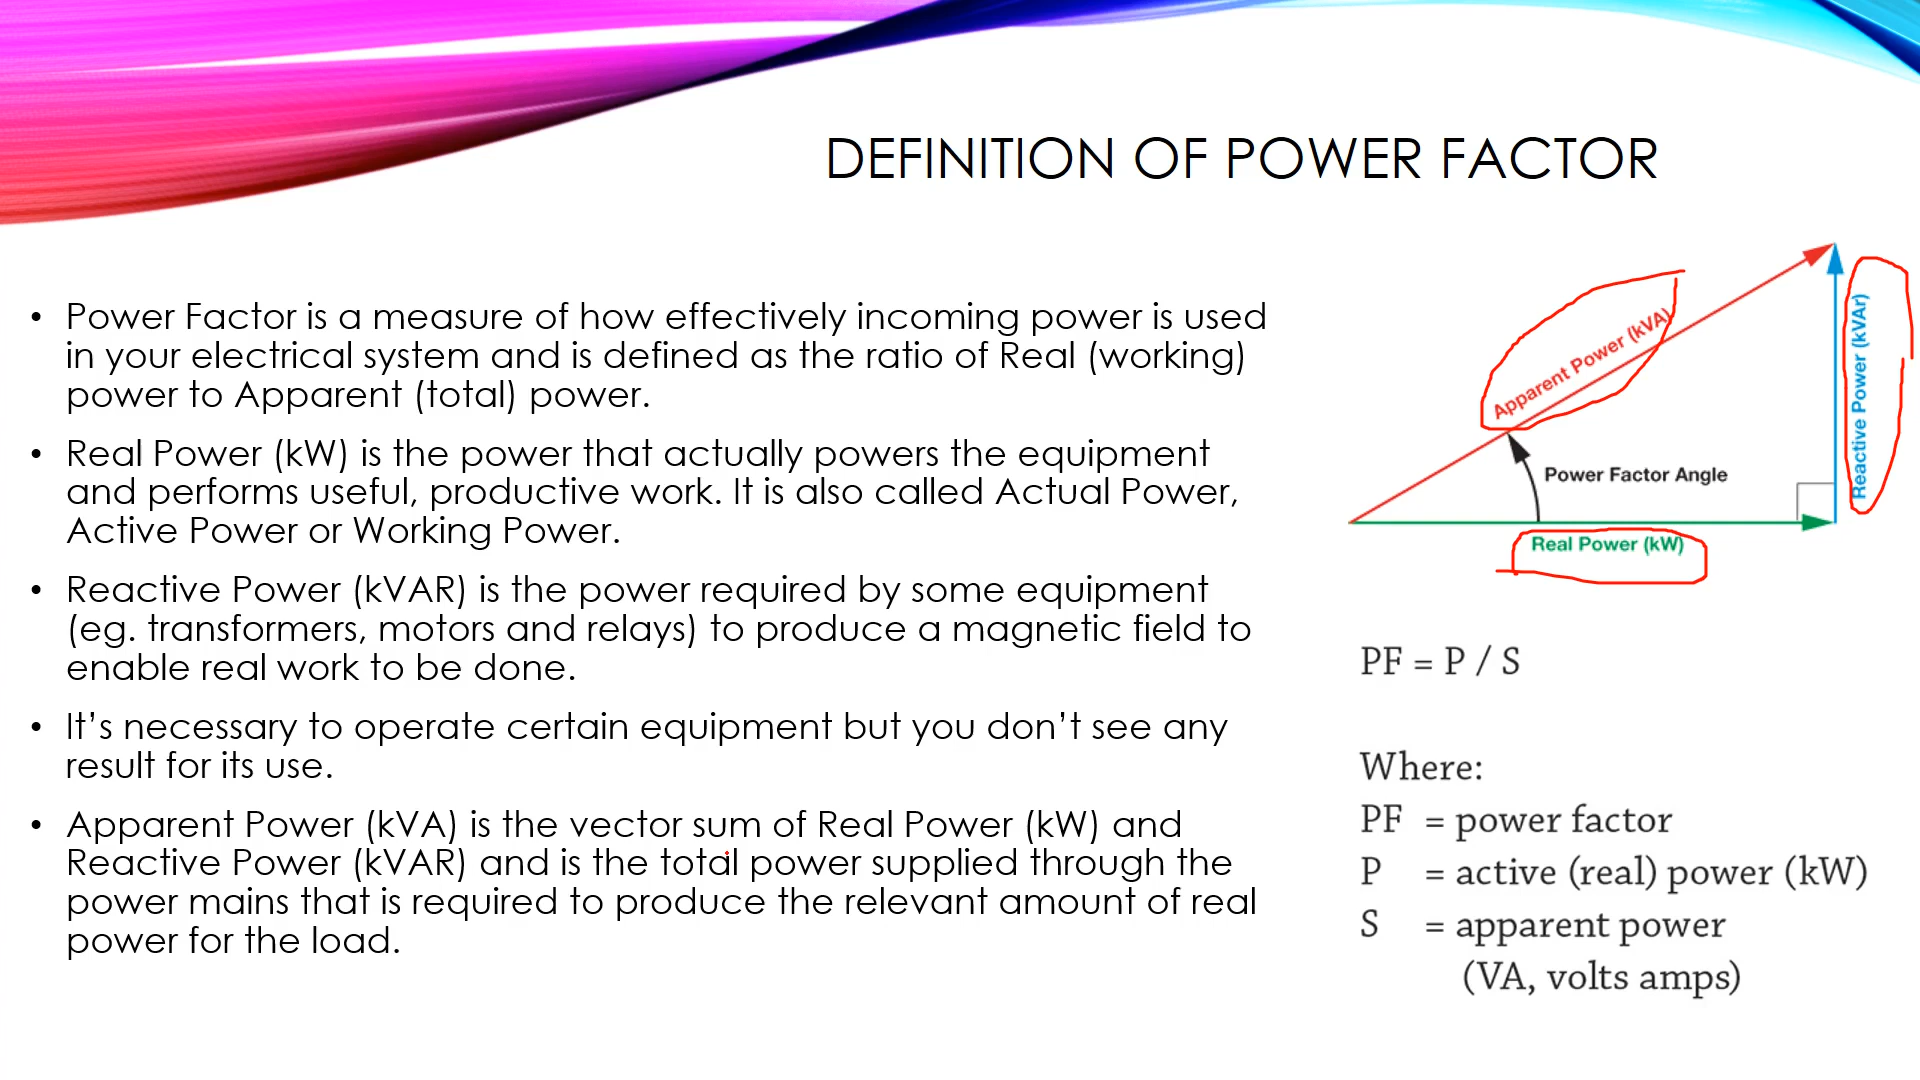 DEFINITION OF POWER FACTOR
• Power Factor is a measure of how effectively incoming power is used
in your electrical system and is defined as the ratio of Real (working)
power to Apparent (total) power.
• Real Power (kW) is the power that actually powers the equipment
and performs useful, productive work. It is also called Actual Power,
Active Power or Working Power.
• Reactive Power (kVAR) is the power required by some equipment
(eg. transformers, motors and relays) to produce a magnetic field to
enable real work to be done.
• It’s necessary to operate certain equipment but you don’t see any
result for its use.
• Apparent Power (kVA) is the vector sum of Real Power (kW) and
Reactive Power (kVAR) and is the total power supplied through the
power mains that is required to produce the relevant amount of real
power for the load.
Apparent Power (kVA)
Reactive Power (kVAr)
Power Factor Angle
Real Power (kW)
PF = P / S
Where:
PF = power factor
P = active (real) power (kW)
S = apparent power
(VA, volts amps)